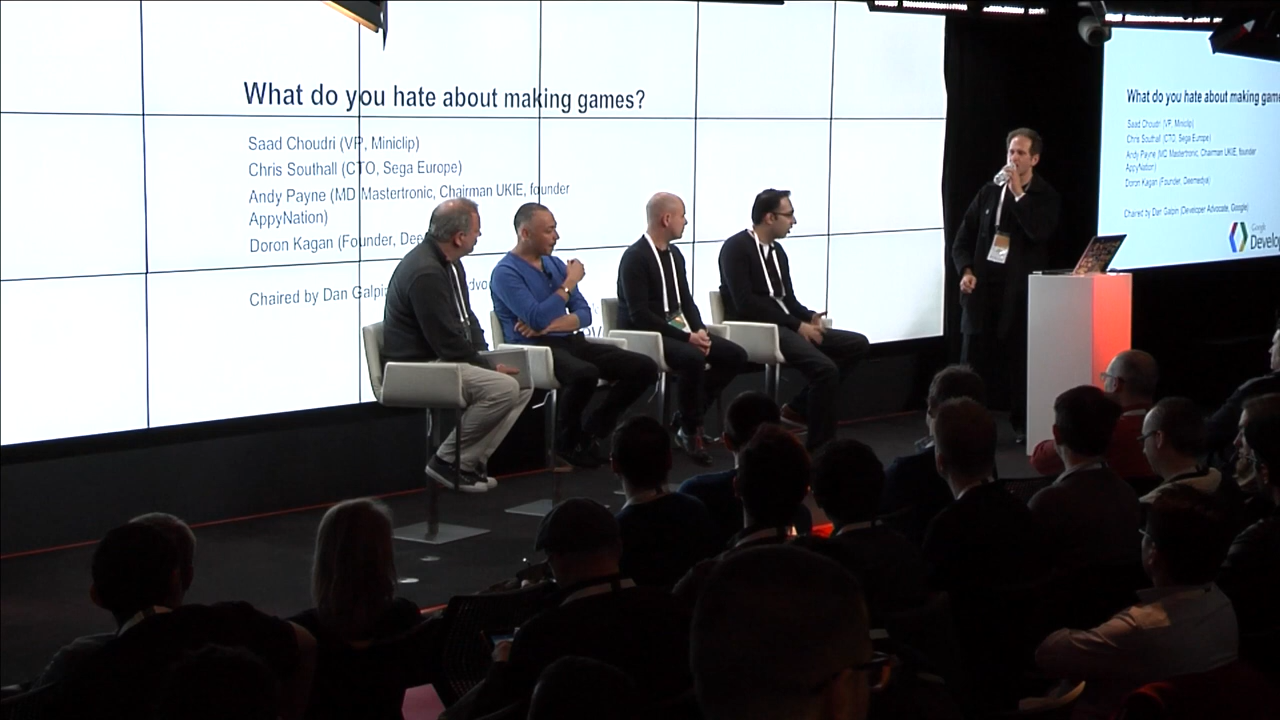 What do you hate about making games?
Saad Choudri (VP, Miniclip)
Chris Southall (CTO, Sega Europe)
Andy Payne (MD Mastertronic, Chairman UKIE, founder
AppyNation)
Doron Kagan (Founder, Dee
Chaired by Dan Galpi
What do you hate about making game
Saad Choudri (VP, Miniclip)
Chris Southall (CTO, Sega Europe)
Andy Payne (MD Mastertronic, Chairman UKIE, founder
AppyNation)
Doron Kagan (Founder, Deemedya)
Chaired by Dan Galpin (Developer Advocate, Google)
Google
Develop